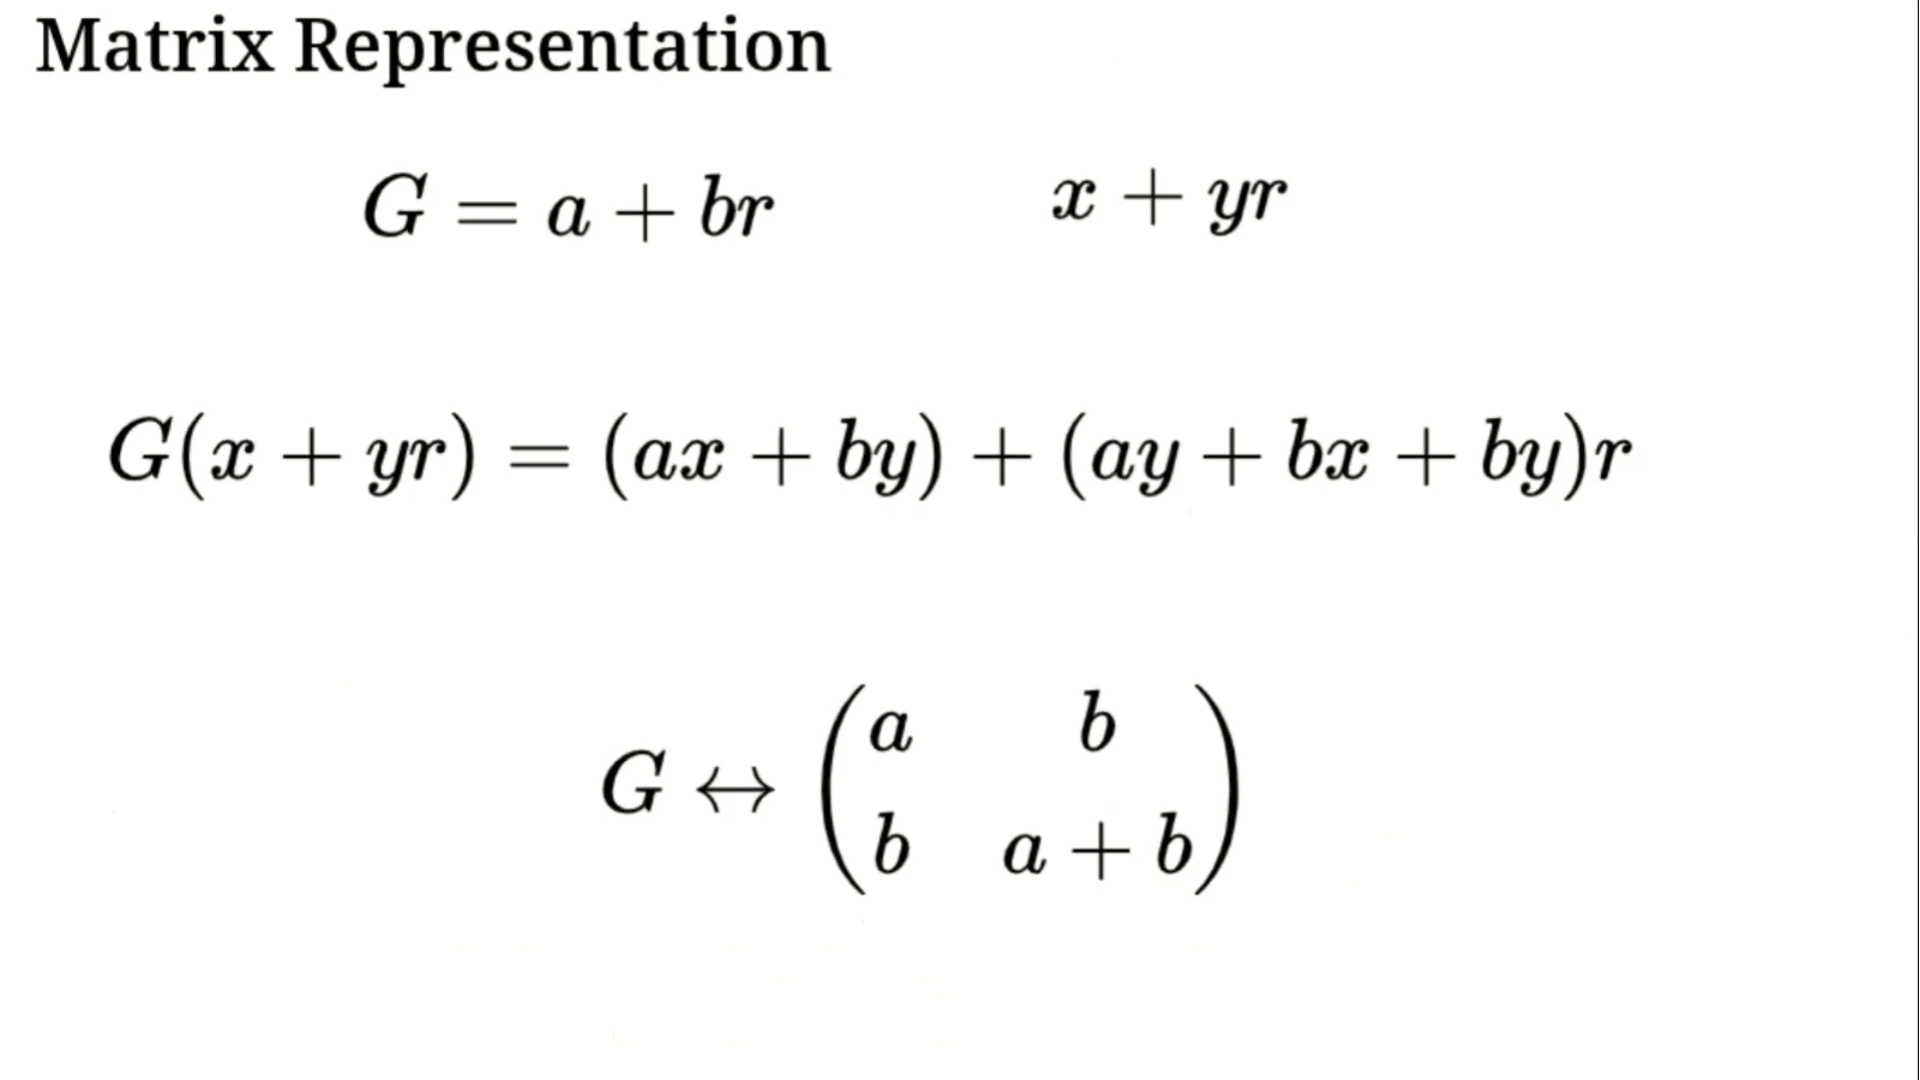 Matrix Representation
G = a + br x + yr
G(x + yr) = (ax + by) + (ay + bx + by)r
G ↔ ( a b
b a + b )